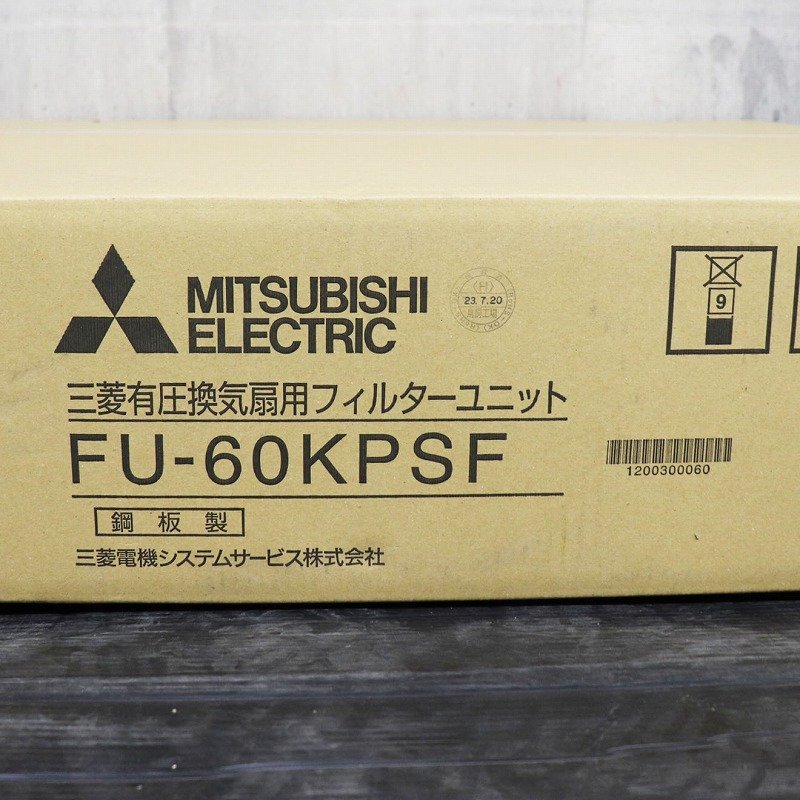 MITSUBISHI
ELECTRIC
23.7.20
三菱有圧換気扇用フィルターユニット
FU-60KPSF
9
1200300060
鋼板製
三菱電機システムサービス株式会社